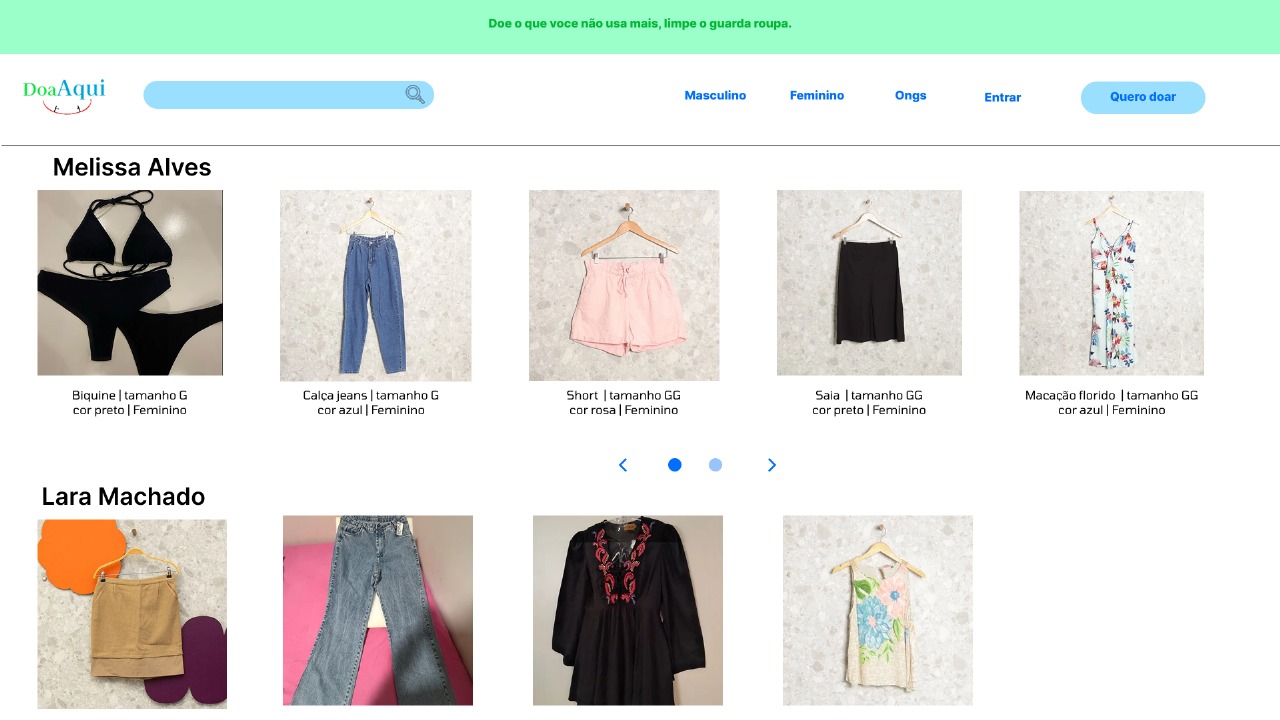 Doe o que voce não usa mais, limpe o guarda roupa.
DoaAqui
Masculino
Feminino
Ongs
Entrar
Quero doar
Melissa Alves
Biquine | tamanho G
cor preto | Feminino
Calça jeans | tamanho G
cor azul | Feminino
Short | tamanho GG
cor rosa | Feminino
Saia | tamanho GG
cor preto | Feminino
Macação florido | tamanho GG
cor azul | Feminino
Lara Machado